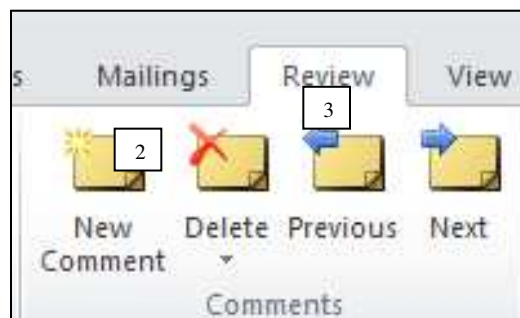 s Mailings Review View
3
2
New Delete Previous Next
Comment
Comments